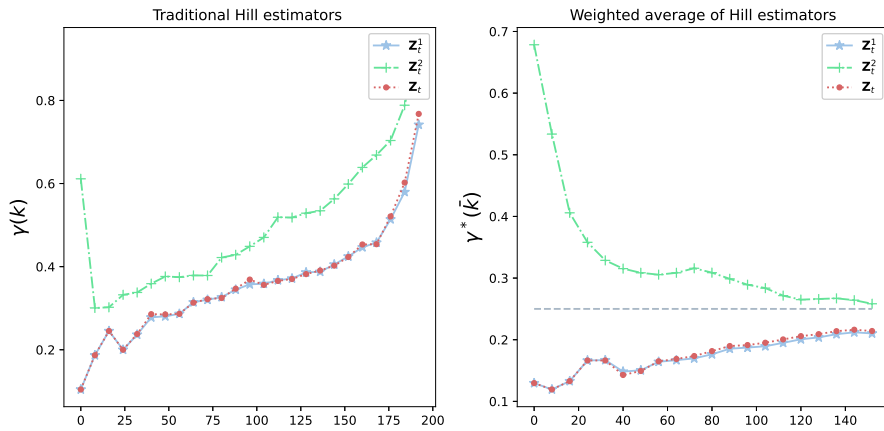 Traditional Hill estimators
γ(k)
0.8
0.6
0.4
0.2
0 25 50 75 100 125 150 175 200
Z_t^1
Z_t^2
Z_t
Weighted average of Hill estimators
γ*(k̄)
0.7
0.6
0.5
0.4
0.3
0.2
0.1
0 20 40 60 80 100 120 140
Z_t^1
Z_t^2
Z_t